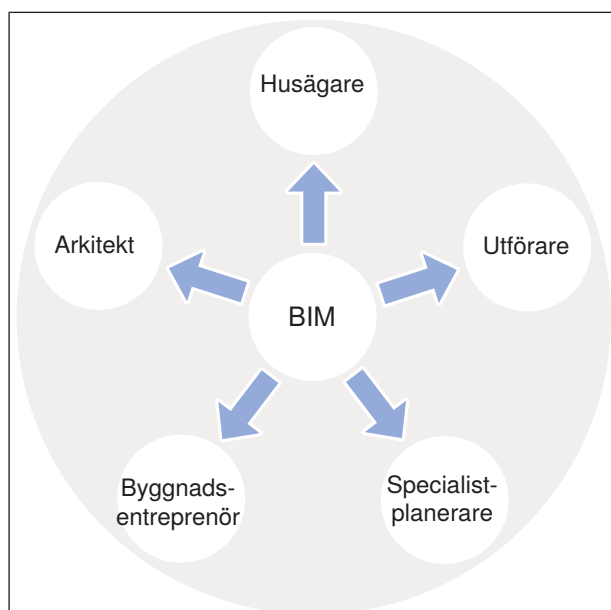 Husägare
Arkitekt
Utförare
BIM
Byggnads-
entreprenör
Specialist-
planerare